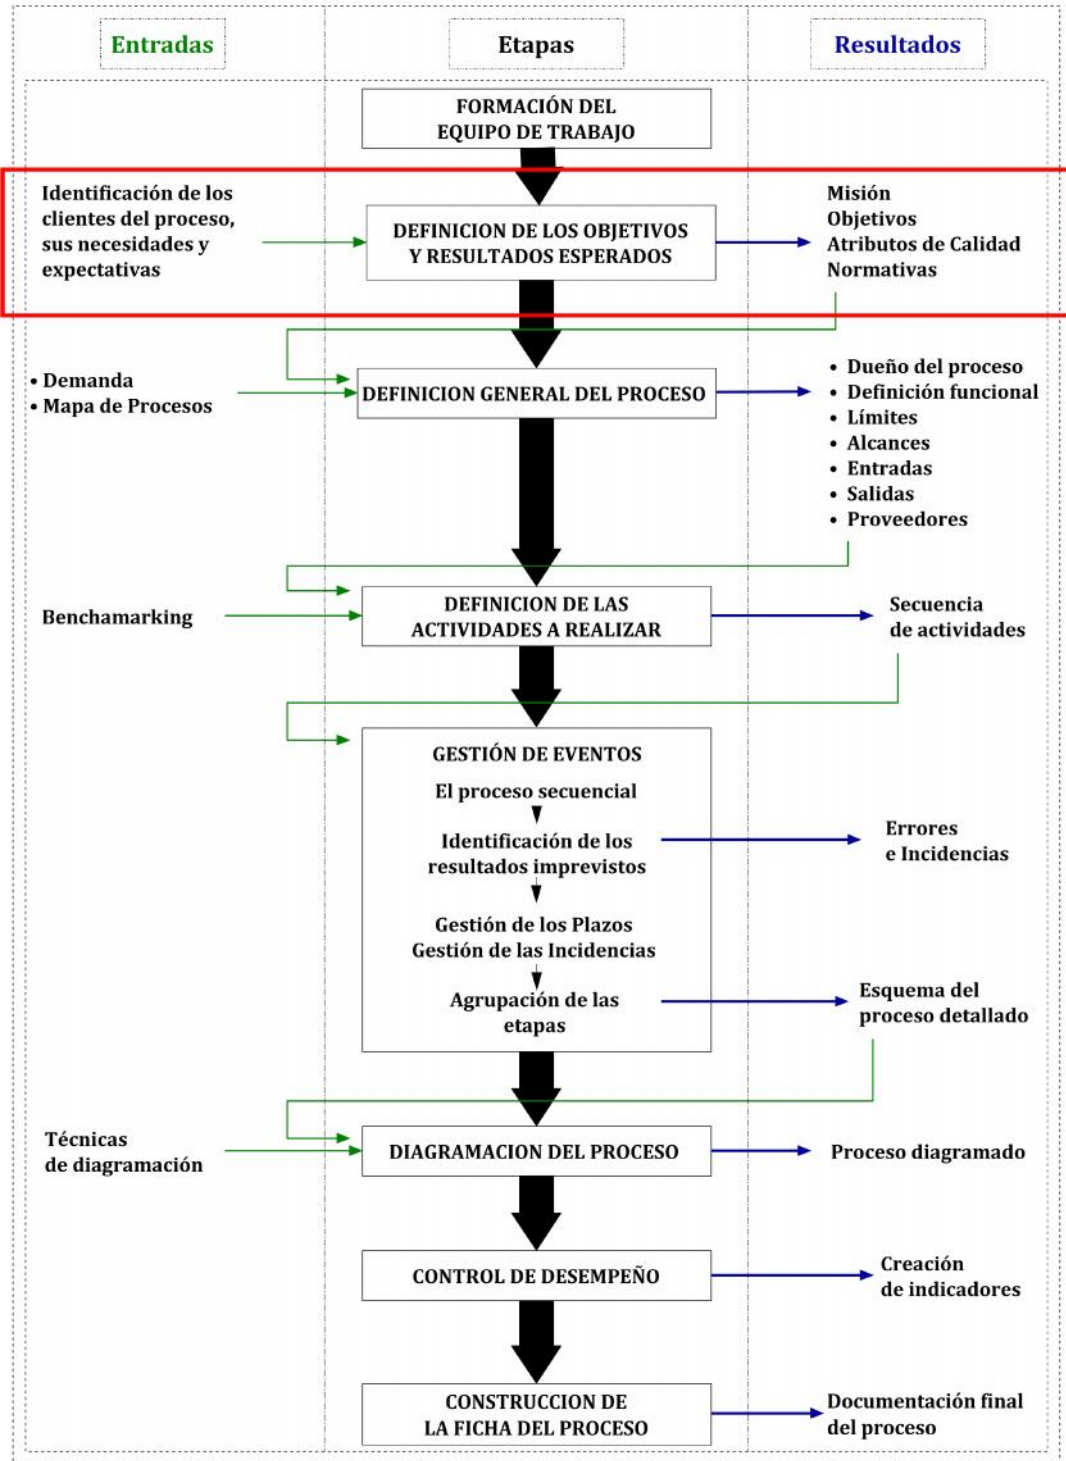 Entradas
Etapas
Resultados
FORMACIÓN DEL
EQUIPO DE TRABAJO
Identificación de los
clientes del proceso,
sus necesidades y
expectativas
DEFINICION DE LOS OBJETIVOS
Y RESULTADOS ESPERADOS
Misión
Objetivos
Atributos de Calidad
Normativas
• Demanda
• Mapa de Procesos
DEFINICION GENERAL DEL PROCESO
• Dueño del proceso
• Definición funcional
• Límites
• Alcances
• Entradas
• Salidas
• Proveedores
Benchamarking
DEFINICION DE LAS
ACTIVIDADES A REALIZAR
Secuencia
de actividades
GESTIÓN DE EVENTOS
El proceso secuencial
Identificación de los
resultados imprevistos
Errores
e Incidencias
Gestión de los Plazos
Gestión de las Incidencias
Agrupación de las
etapas
Esquema del
proceso detallado
Técnicas
de diagramación
DIAGRAMACION DEL PROCESO
Proceso diagramado
CONTROL DE DESEMPEÑO
Creación
de indicadores
CONSTRUCCION DE
LA FICHA DEL PROCESO
Documentación final
del proceso